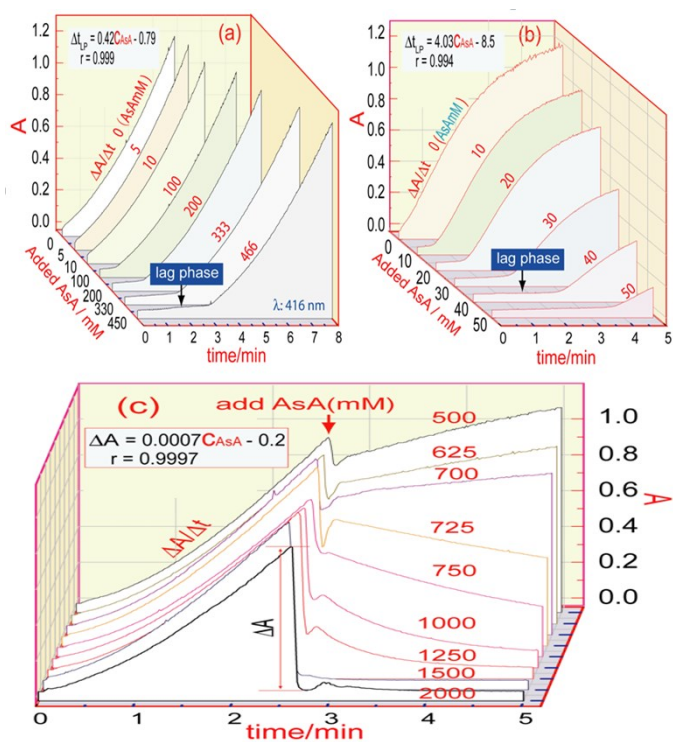 (a)
Δt_LP = 0.42C_AsA - 0.79
r = 0.999
ΔA/Δt 0 (AsAmM)
5
10
100
200
333
466
lag phase
λ: 416 nm
A
1.2
1.0
0.8
0.6
0.4
0.2
0.0
0
5
10
100
200
330
450
Added AsA / mM
0 1 2 3 4 5 6 7 8
time/min
(b)
Δt_LP = 4.03C_AsA - 8.5
r = 0.994
ΔA/Δt 0 (AsAmM)
10
20
30
40
50
lag phase
A
1.2
1.0
0.8
0.6
0.4
0.2
0.0
0
10
20
30
40
50
Added AsA / mM
0 1 2 3 4 5
time/min
(c)
add AsA(mM)
ΔA = 0.0007C_AsA - 0.2
r = 0.9997
ΔA/Δt
ΔA
500
625
700
725
750
1000
1250
1500
2000
1.0
0.8
0.6
0.4
0.2
0.0
A
0 1 2 3 4 5
time/min